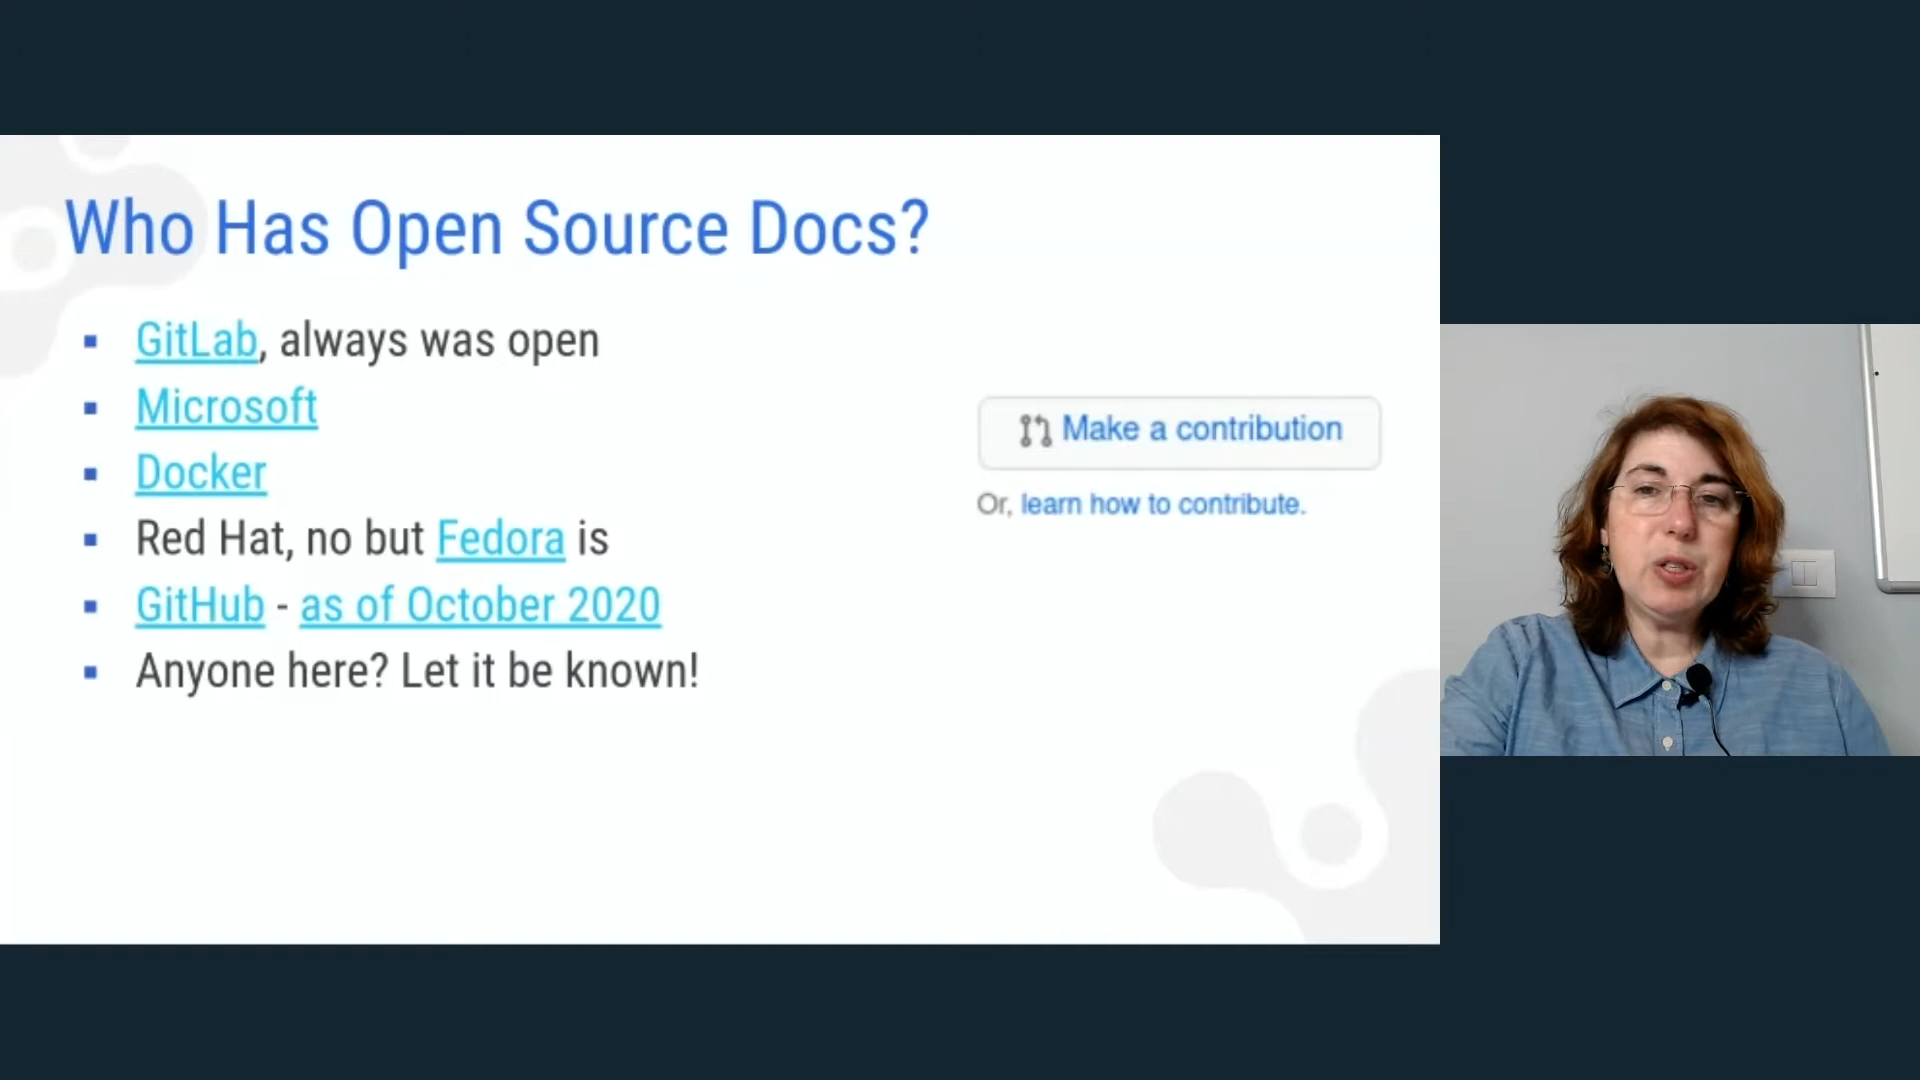 Who Has Open Source Docs?
GitLab, always was open
Microsoft
Docker
Red Hat, no but Fedora is
GitHub - as of October 2020
Anyone here? Let it be known!
Make a contribution
Or, learn how to contribute.